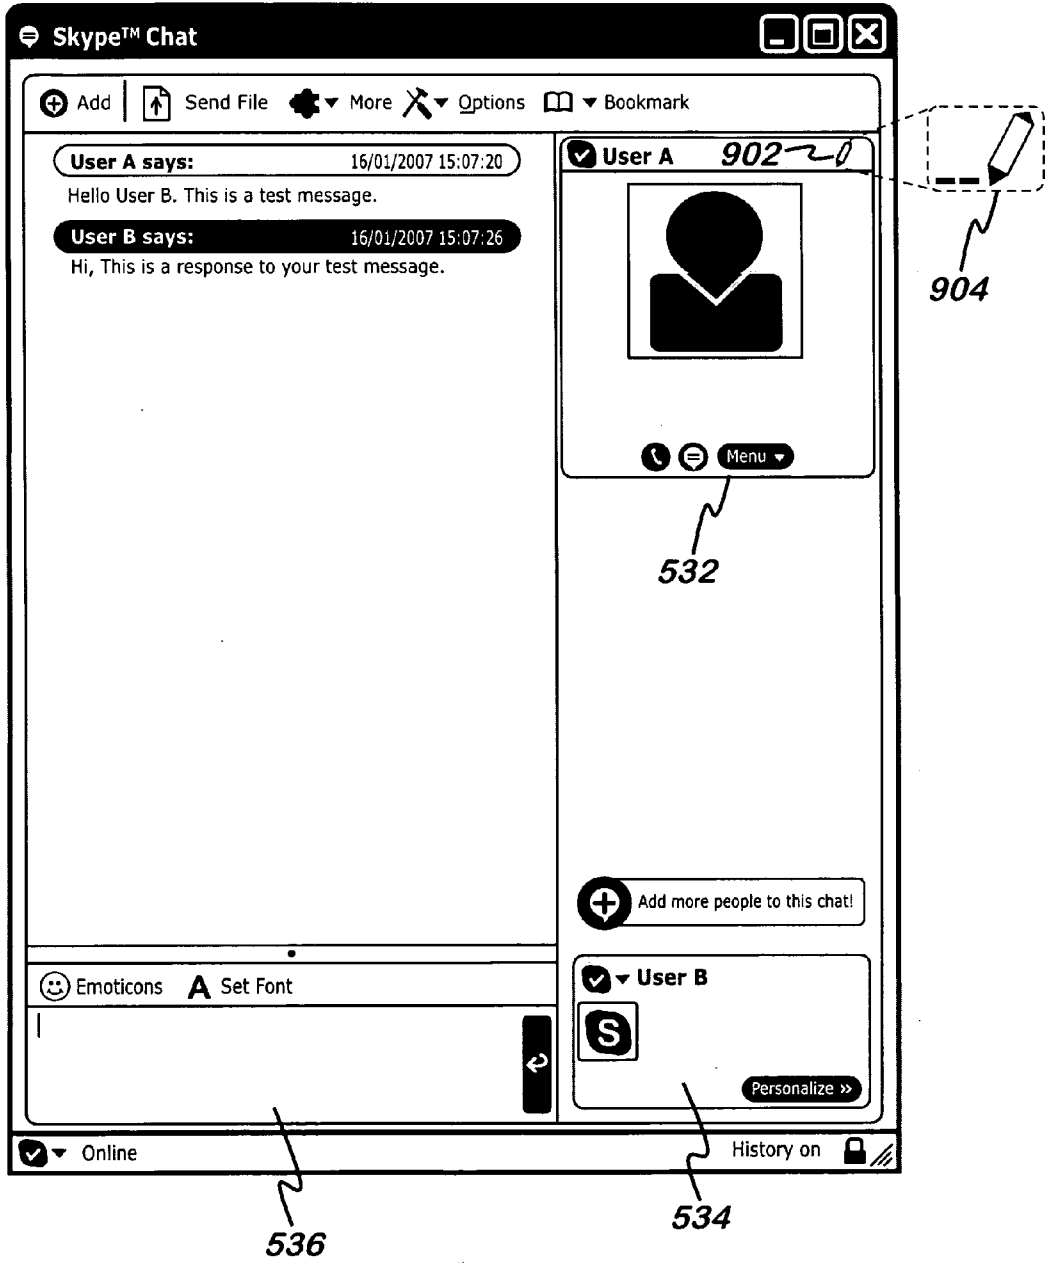 Skype™ Chat
Add Send File More Options Bookmark
User A says: 16/01/2007 15:07:20
Hello User B. This is a test message.
User B says: 16/01/2007 15:07:26
Hi, This is a response to your test message.
User A 902
904
Menu
532
Add more people to this chat!
Emoticons A Set Font
User B
S
Personalize »
Online
History on
536
534